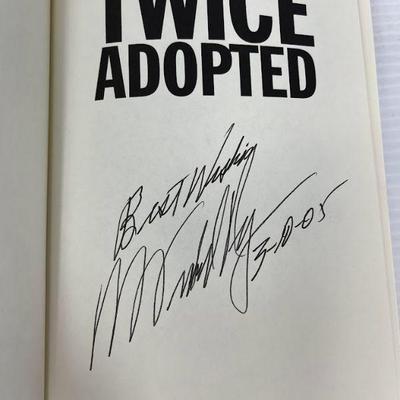 TWICE
ADOPTED
Best Wishes
3-10-05